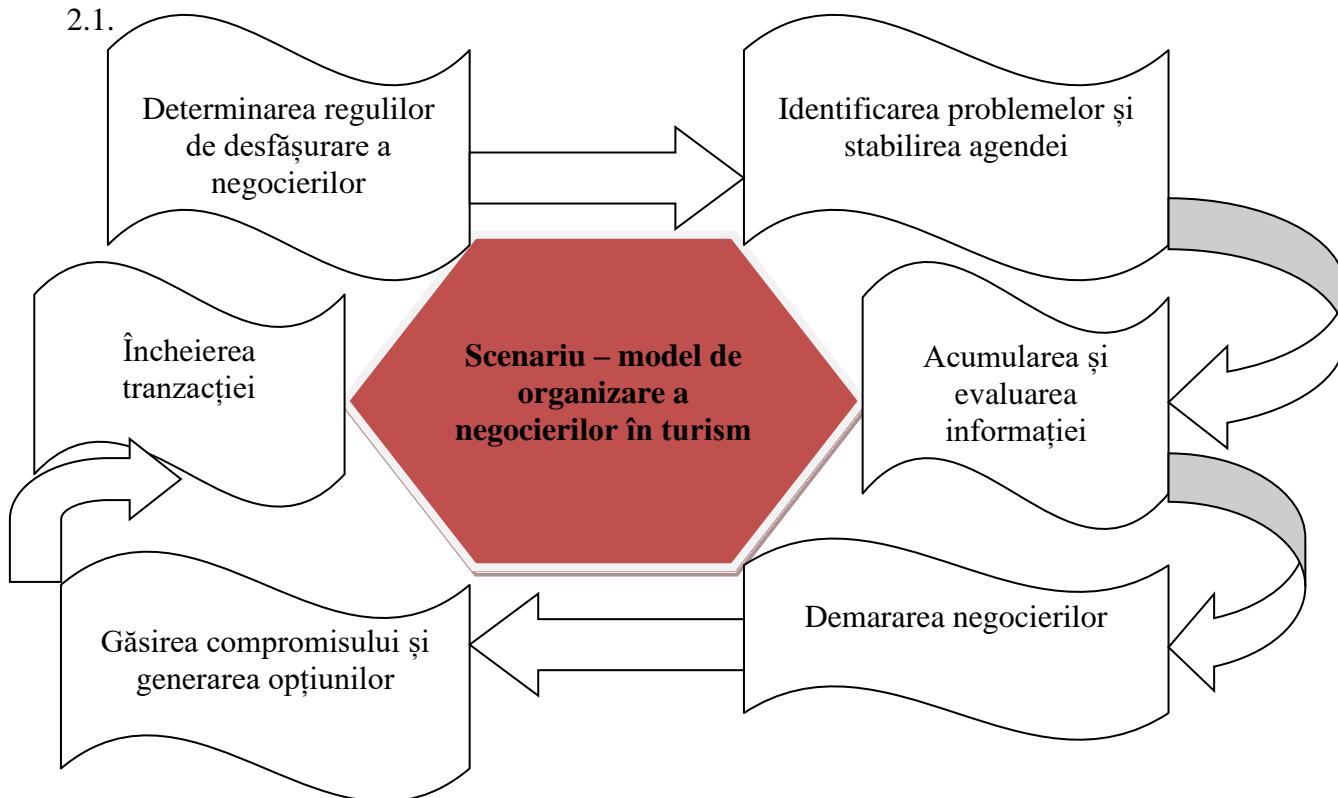 2.1.
Determinarea regulilor
de desfășurare a
negocierilor
Identificarea problemelor și
stabilirea agendei
Încheierea
tranzacției
Scenariu – model de
organizare a
negocierilor în turism
Acumularea și
evaluarea
informației
Găsirea compromisului și
generarea opțiunilor
Demararea negocierilor